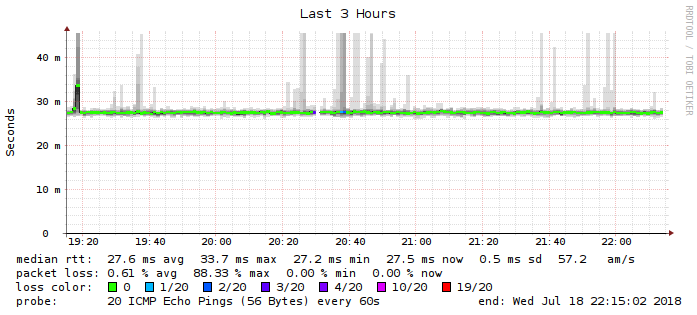 Last 3 Hours
RRDTOOL / TOBI OETIKER
Seconds
40 m
30 m
20 m
10 m
0
19:20 19:40 20:00 20:20 20:40 21:00 21:20 21:40 22:00
median rtt: 27.6 ms avg 33.7 ms max 27.2 ms min 27.5 ms now 0.5 ms sd 57.2 am/s
packet loss: 0.61 % avg 88.33 % max 0.00 % min 0.00 % now
loss color: 0 1/20 2/20 3/20 4/20 10/20 19/20
probe: 20 ICMP Echo Pings (56 Bytes) every 60s end: Wed Jul 18 22:15:02 2018